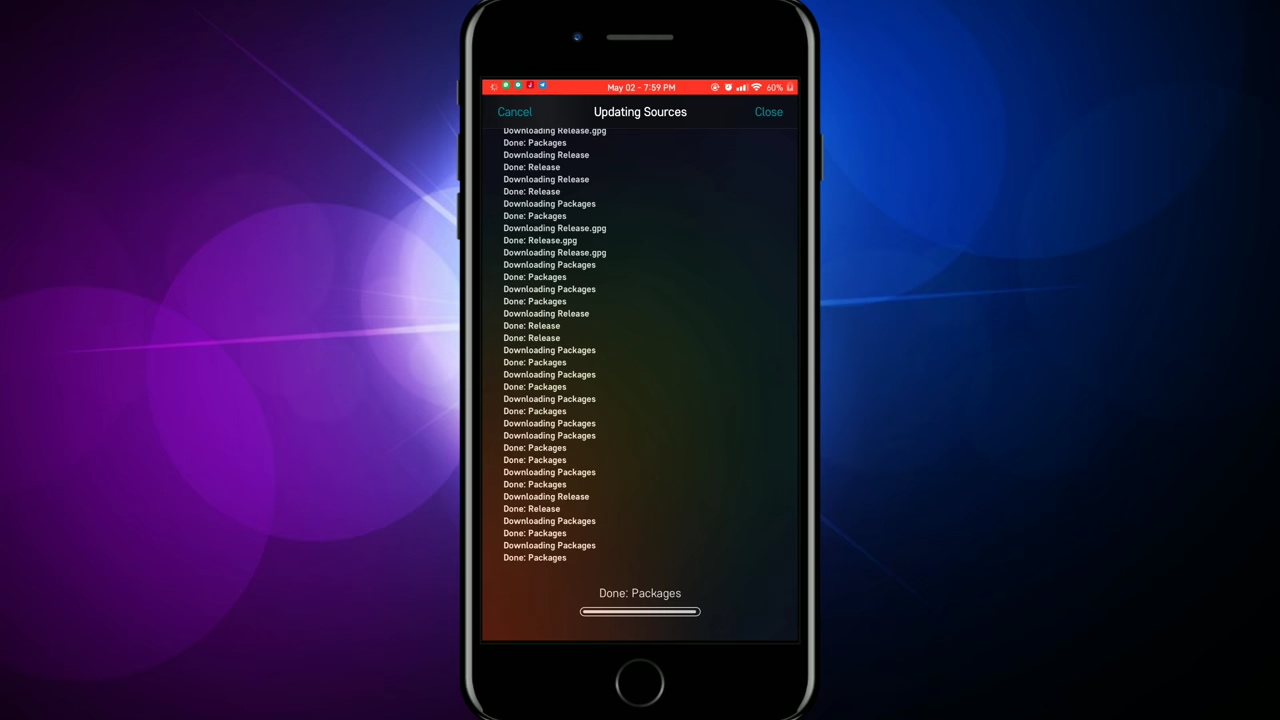 May 02 - 7:59 PM 60%
Cancel Updating Sources Close
Downloading Release.gpg
Done: Packages
Downloading Release
Done: Release
Downloading Release
Done: Release
Downloading Packages
Done: Packages
Downloading Release.gpg
Done: Release.gpg
Downloading Release.gpg
Downloading Packages
Done: Packages
Downloading Packages
Done: Packages
Downloading Release
Done: Release
Done: Release
Downloading Packages
Done: Packages
Downloading Packages
Done: Packages
Downloading Packages
Done: Packages
Downloading Packages
Downloading Packages
Done: Packages
Done: Packages
Downloading Packages
Done: Packages
Downloading Release
Done: Release
Downloading Packages
Done: Packages
Downloading Packages
Done: Packages
Done: Packages